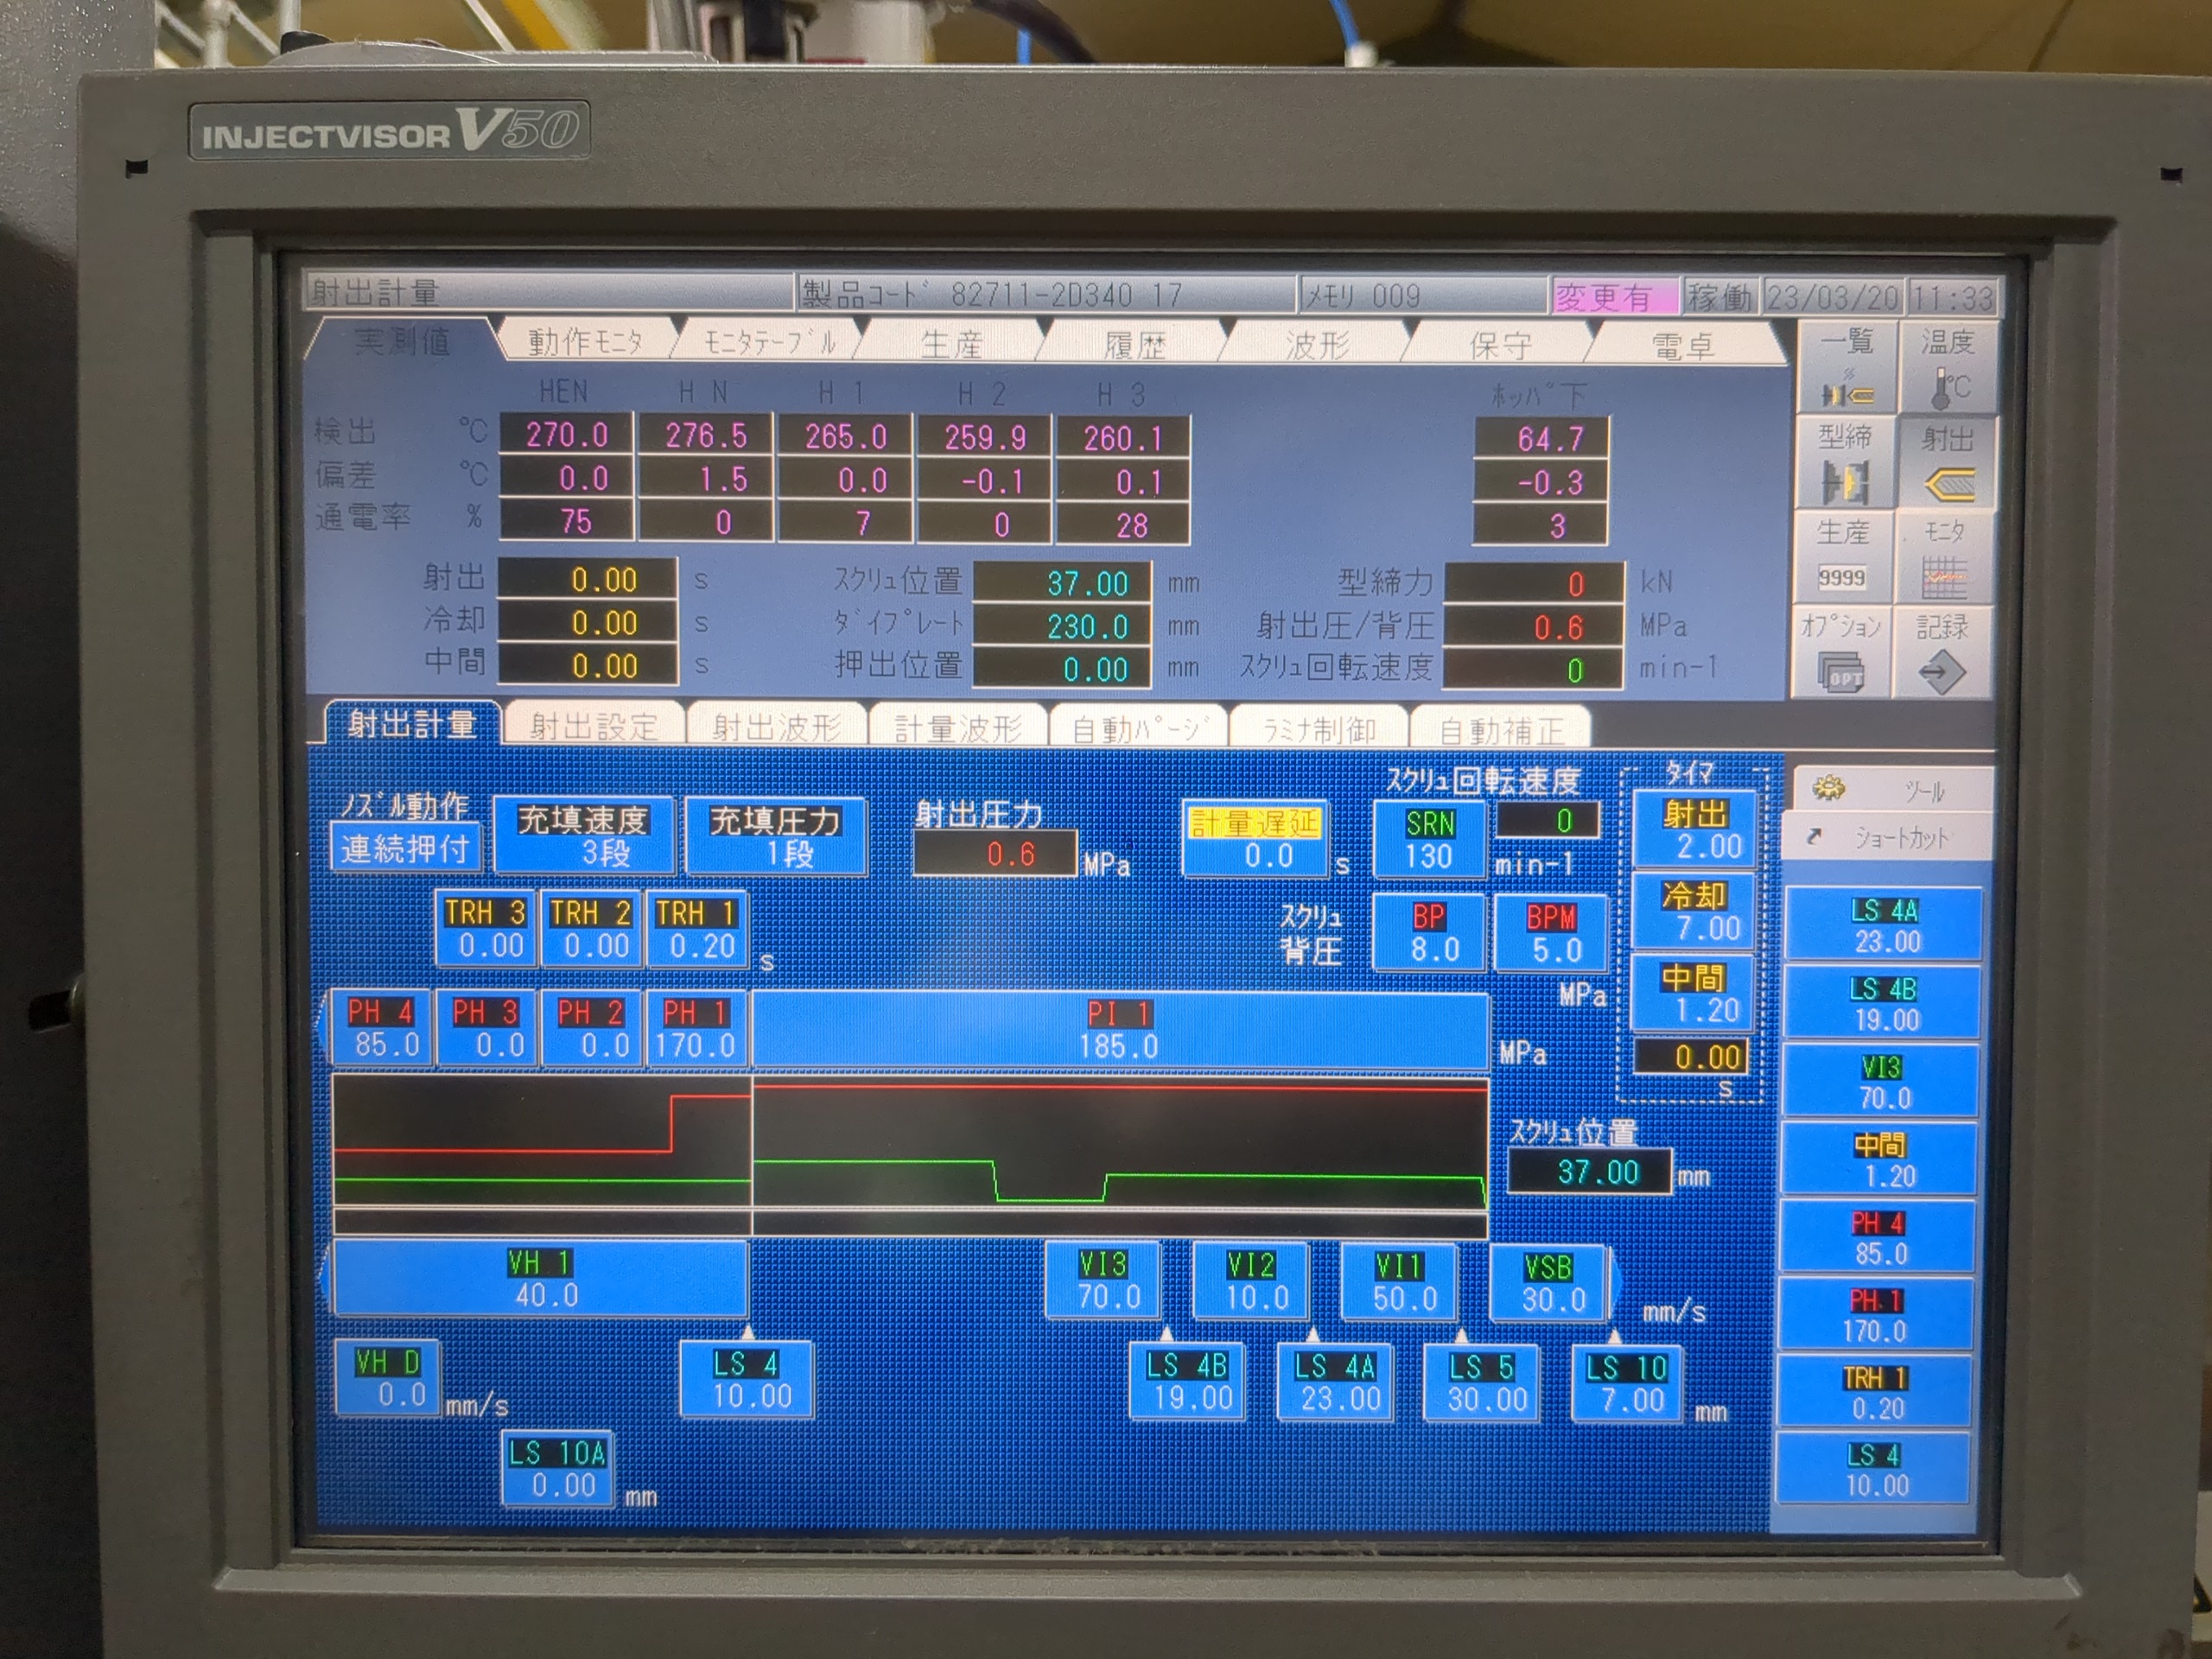 INJECTVISOR V50
射出計量 製品コード 82711-2D340 17 メモリ 009 変更有 稼働 23/03/20 11:33
実測値 動作モニタ モニタテーブル 生産 履歴 波形 保守 電卓 一覧 温度
℃
HEN H N H 1 H 2 H 3 ホッパ下
検出 ℃ 270.0 276.5 265.0 259.9 260.1 64.7 型締 射出
偏差 ℃ 0.0 1.5 0.0 -0.1 0.1 -0.3
通電率 % 75 0 7 0 28 3 生産 モニタ
9999
射出 0.00 s スクリュ位置 37.00 mm 型締力 0 kN
冷却 0.00 s ダイプレート 230.0 mm 射出圧/背圧 0.6 MPa オプション 記録
中間 0.00 s 押出位置 0.00 mm スクリュ回転速度 0 min-1 OPT
射出計量 射出設定 射出波形 計量波形 自動パージ ラミナ制御 自動補正
ノズル動作 連続押付
充填速度 3段
充填圧力 1段
射出圧力 0.6 MPa
計量遅延 0.0 s
スクリュ回転速度
SRN 130 0 min-1
スクリュ背圧
BP 8.0 BPM 5.0 MPa
タイマ
射出 2.00
冷却 7.00
中間 1.20
0.00 s
TRH 3 TRH 2 TRH 1
0.00 0.00 0.20 s
PH 4 PH 3 PH 2 PH 1 PI 1
85.0 0.0 0.0 170.0 185.0 MPa
スクリュ位置
37.00 mm
VH 1 VI3 VI2 VI1 VSB
40.0 70.0 10.0 50.0 30.0 mm/s
VH D LS 4 LS 4B LS 4A LS 5 LS 10
0.0 mm/s 10.00 19.00 23.00 30.00 7.00 mm
LS 10A
0.00 mm
ツール
ショートカット
LS 4A
23.00
LS 4B
19.00
VI3
70.0
中間
1.20
PH 4
85.0
PH 1
170.0
TRH 1
0.20
LS 4
10.00